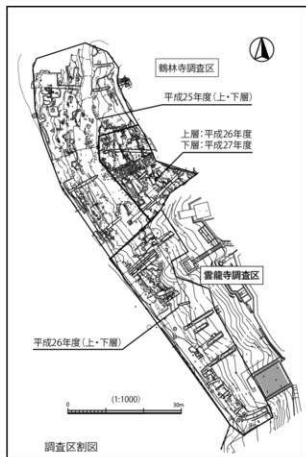 鶴林寺調査区
平成25年度(上・下層)
上層:平成26年度
下層:平成27年度
雲龍寺調査区
平成26年度(上・下層)
(1:1000)
0 30m
調査区割図